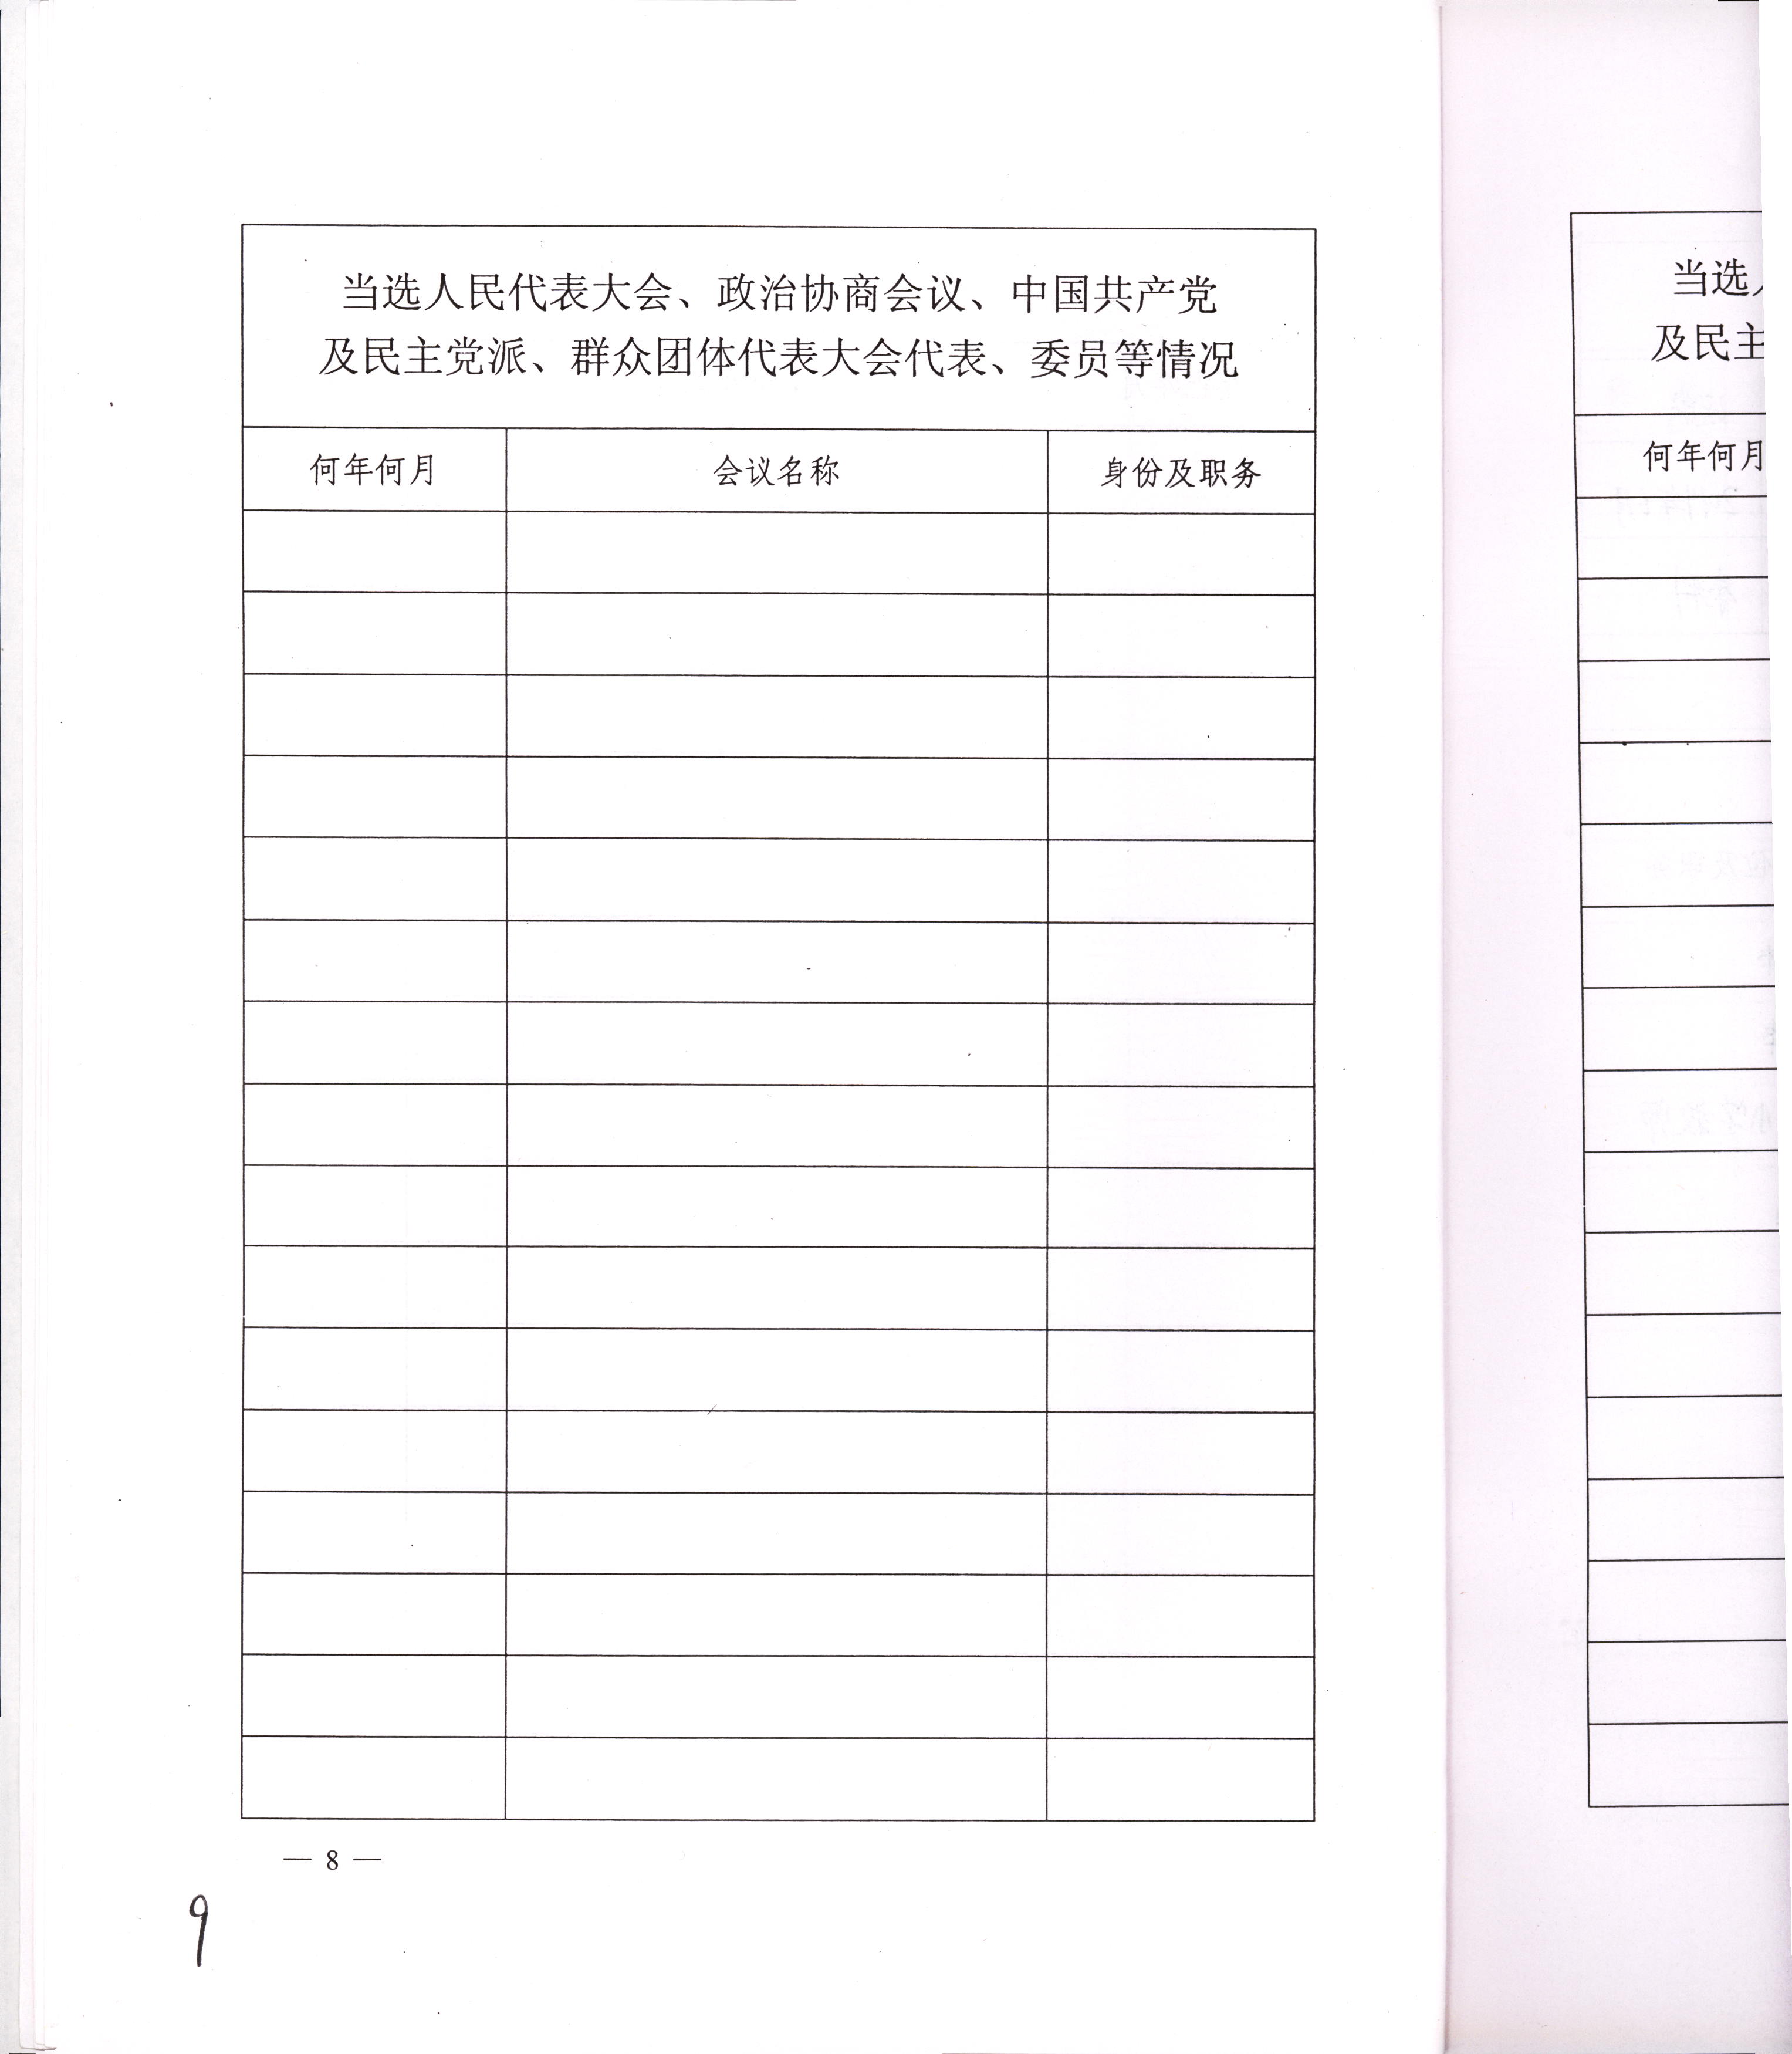 当选人民代表大会、政治协商会议、中国共产党
及民主党派、群众团体代表大会代表、委员等情况
何年何月 会议名称 身份及职务
— 8 —
9
当选
及民主
何年何月